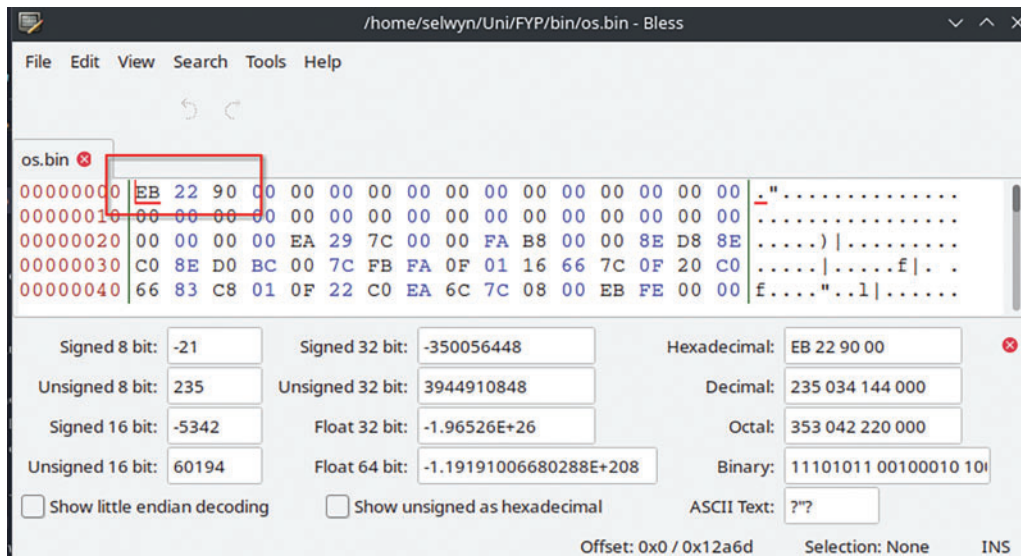 /home/selwyn/Uni/FYP/bin/os.bin - Bless
File Edit View Search Tools Help
os.bin
00000000 EB 22 90 00 00 00 00 00 00 00 00 00 00 00 00 00 ."..............
00000010 00 00 00 00 00 00 00 00 00 00 00 00 00 00 00 00 ................
00000020 00 00 00 00 EA 29 7C 00 00 FA B8 00 00 8E D8 8E .....)|.........
00000030 C0 8E D0 BC 00 7C FB FA 0F 01 16 66 7C 0F 20 C0 .....|.....f|. .
00000040 66 83 C8 01 0F 22 C0 EA 6C 7C 08 00 EB FE 00 00 f...."..l|......
Signed 8 bit: -21 Signed 32 bit: -350056448 Hexadecimal: EB 22 90 00
Unsigned 8 bit: 235 Unsigned 32 bit: 3944910848 Decimal: 235 034 144 000
Signed 16 bit: -5342 Float 32 bit: -1.96526E+26 Octal: 353 042 220 000
Unsigned 16 bit: 60194 Float 64 bit: -1.19191006680288E+208 Binary: 11101011 00100010
Show little endian decoding Show unsigned as hexadecimal ASCII Text: ?"?
Offset: 0x0 / 0x12a6d Selection: None INS